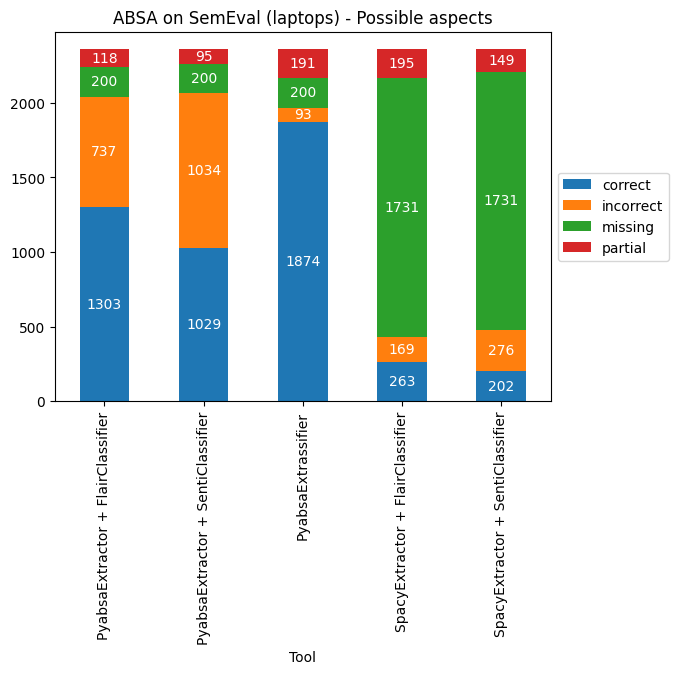 ABSA on SemEval (laptops) - Possible aspects
118 95 191 195 149
200 200 200 1731 1731
737 1034 93 169 276
1303 1029 1874 263 202
2000
1500
1000
500
0
correct
incorrect
missing
partial
PyabsaExtractor + FlairClassifier
PyabsaExtractor + SentiClassifier
PyabsaExtrassifier
SpacyExtractor + FlairClassifier
SpacyExtractor + SentiClassifier
Tool